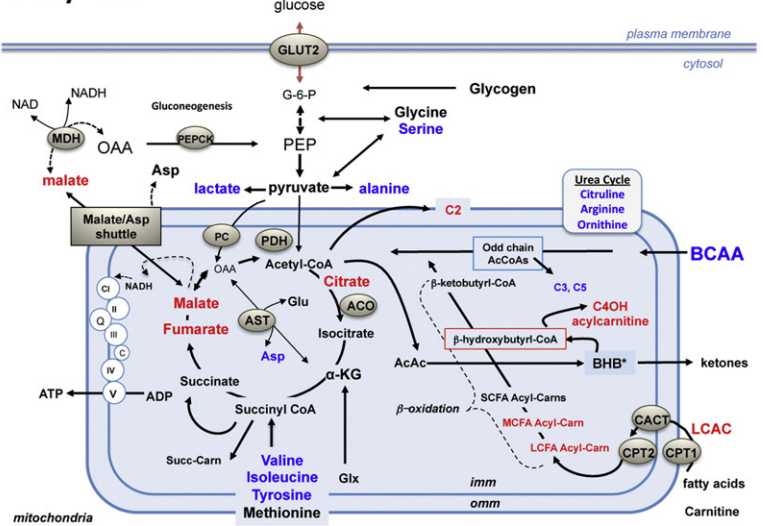 glucose
plasma membrane
GLUT2
cytosol
G-6-P
Glycogen
NADH
NAD
Gluconeogenesis
Glycine
Serine
MDH
OAA
PEPCK
PEP
malate
Asp
lactate
pyruvate
alanine
Urea Cycle
Citruline
Arginine
Ornithine
Malate/Asp
shuttle
C2
PC
PDH
Odd chain
AcCoAs
BCAA
OAA
Acetyl-CoA
NADH
Citrate
β-ketobutyrl-CoA
C3, C5
CI
II
Q
III
C
IV
V
Malate
Fumarate
Glu
ACO
AST
Isocitrate
Asp
C4OH
acylcarnitine
β-hydroxybutyrl-CoA
AcAc
BHB*
ketones
Succinate
α-KG
ATP
ADP
SCFA Acyl-Carns
β-oxidation
Succinyl CoA
MCFA Acyl-Carn
CACT
LCAC
LCFA Acyl-Carn
CPT2
CPT1
Succ-Carn
Valine
Isoleucine
Tyrosine
Methionine
Glx
imm
fatty acids
omm
Carnitine
mitochondria